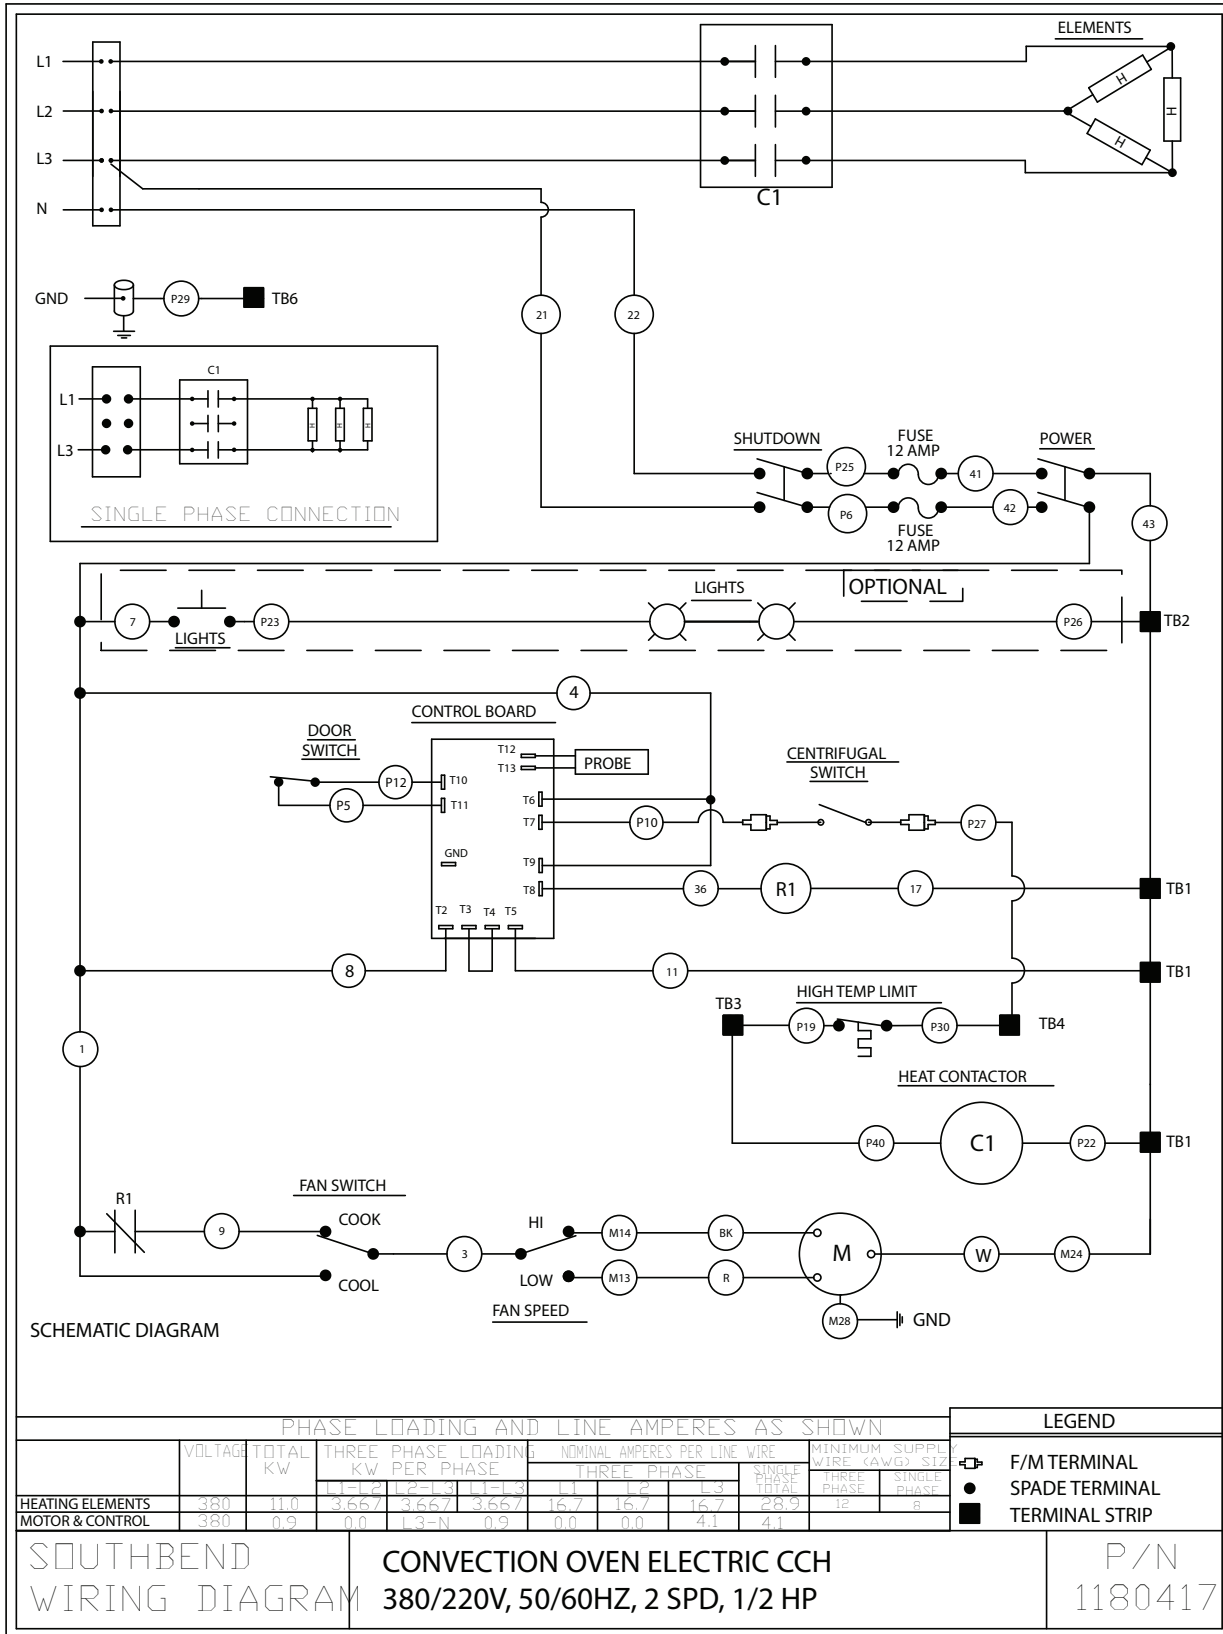 ELEMENTS
L1
L2
L3
N
H
H
H
C1
GND
P29
TB6
21
22
C1
L1
L3
H
H
H
SINGLE PHASE CONNECTION
SHUTDOWN
FUSE
12 AMP
POWER
P25
41
P6
42
FUSE
12 AMP
43
LIGHTS
OPTIONAL
7
LIGHTS
P23
P26
TB2
4
CONTROL BOARD
DOOR
SWITCH
P12
P5
T10
T11
T12
T13
PROBE
CENTRIFUGAL
SWITCH
T6
T7
P10
P27
GND
T9
T8
36
R1
17
TB1
T2 T3 T4 T5
8
11
TB1
HIGH TEMP LIMIT
TB3
P19
P30
TB4
1
HEAT CONTACTOR
P40
C1
P22
TB1
R1
FAN SWITCH
9
COOK
COOL
3
HI
LOW
FAN SPEED
M14
BK
M13
R
M
W
M24
M28
GND
SCHEMATIC DIAGRAM
PHASE LOADING AND LINE AMPERES AS SHOWN
VOLTAGE
TOTAL
KW
THREE PHASE LOADING
KW PER PHASE
L1-L2 L2-L3 L1-L3
NOMINAL AMPERES PER LINE WIRE
THREE PHASE
L1 L2 L3
SINGLE
PHASE
TOTAL
MINIMUM SUPPLY
WIRE (AWG) SIZE
THREE
PHASE
SINGLE
PHASE
HEATING ELEMENTS 380 11.0 3.667 3.667 3.667 16.7 16.7 16.7 28.9 12 8
MOTOR & CONTROL 380 0.9 0.0 L3-N 0.9 0.0 0.0 4.1 4.1
LEGEND
F/M TERMINAL
SPADE TERMINAL
TERMINAL STRIP
SOUTHBEND
WIRING DIAGRAM
CONVECTION OVEN ELECTRIC CCH
380/220V, 50/60HZ, 2 SPD, 1/2 HP
P/N
1180417